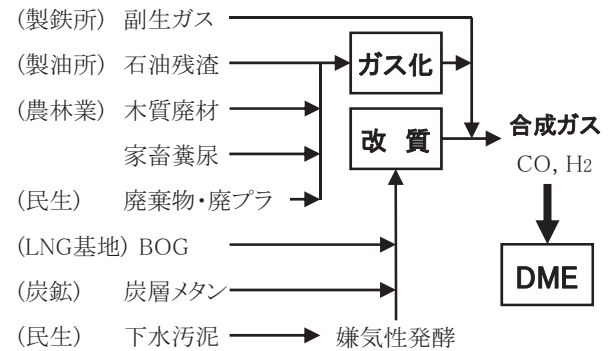 (製鉄所) 副生ガス
(製油所) 石油残渣
ガス化
(農林業) 木質廃材
改 質
合成ガス
家畜糞尿
CO, H2
(民生) 廃棄物・廃プラ
(LNG基地) BOG
DME
(炭鉱) 炭層メタン
(民生) 下水汚泥
嫌気性発酵